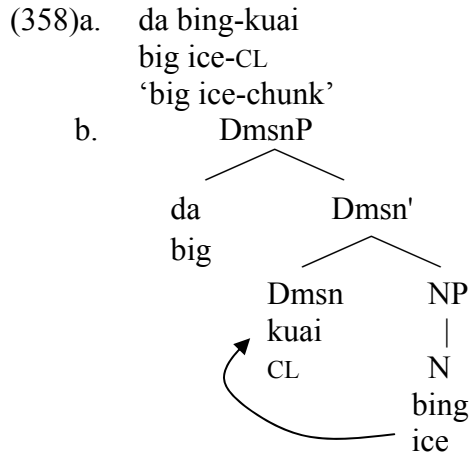 (358)a. da bing-kuai
big ice-CL
‘big ice-chunk’
b. DmsnP
da Dmsn'
big
Dmsn NP
kuai |
CL N
bing
ice